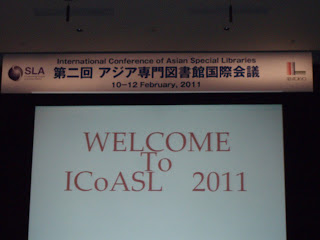 International Conference of Asian Special Libraries
SLA
第二回 アジア専門図書館国際会議
10-12 February, 2011
WELCOME
To
ICoASL 2011